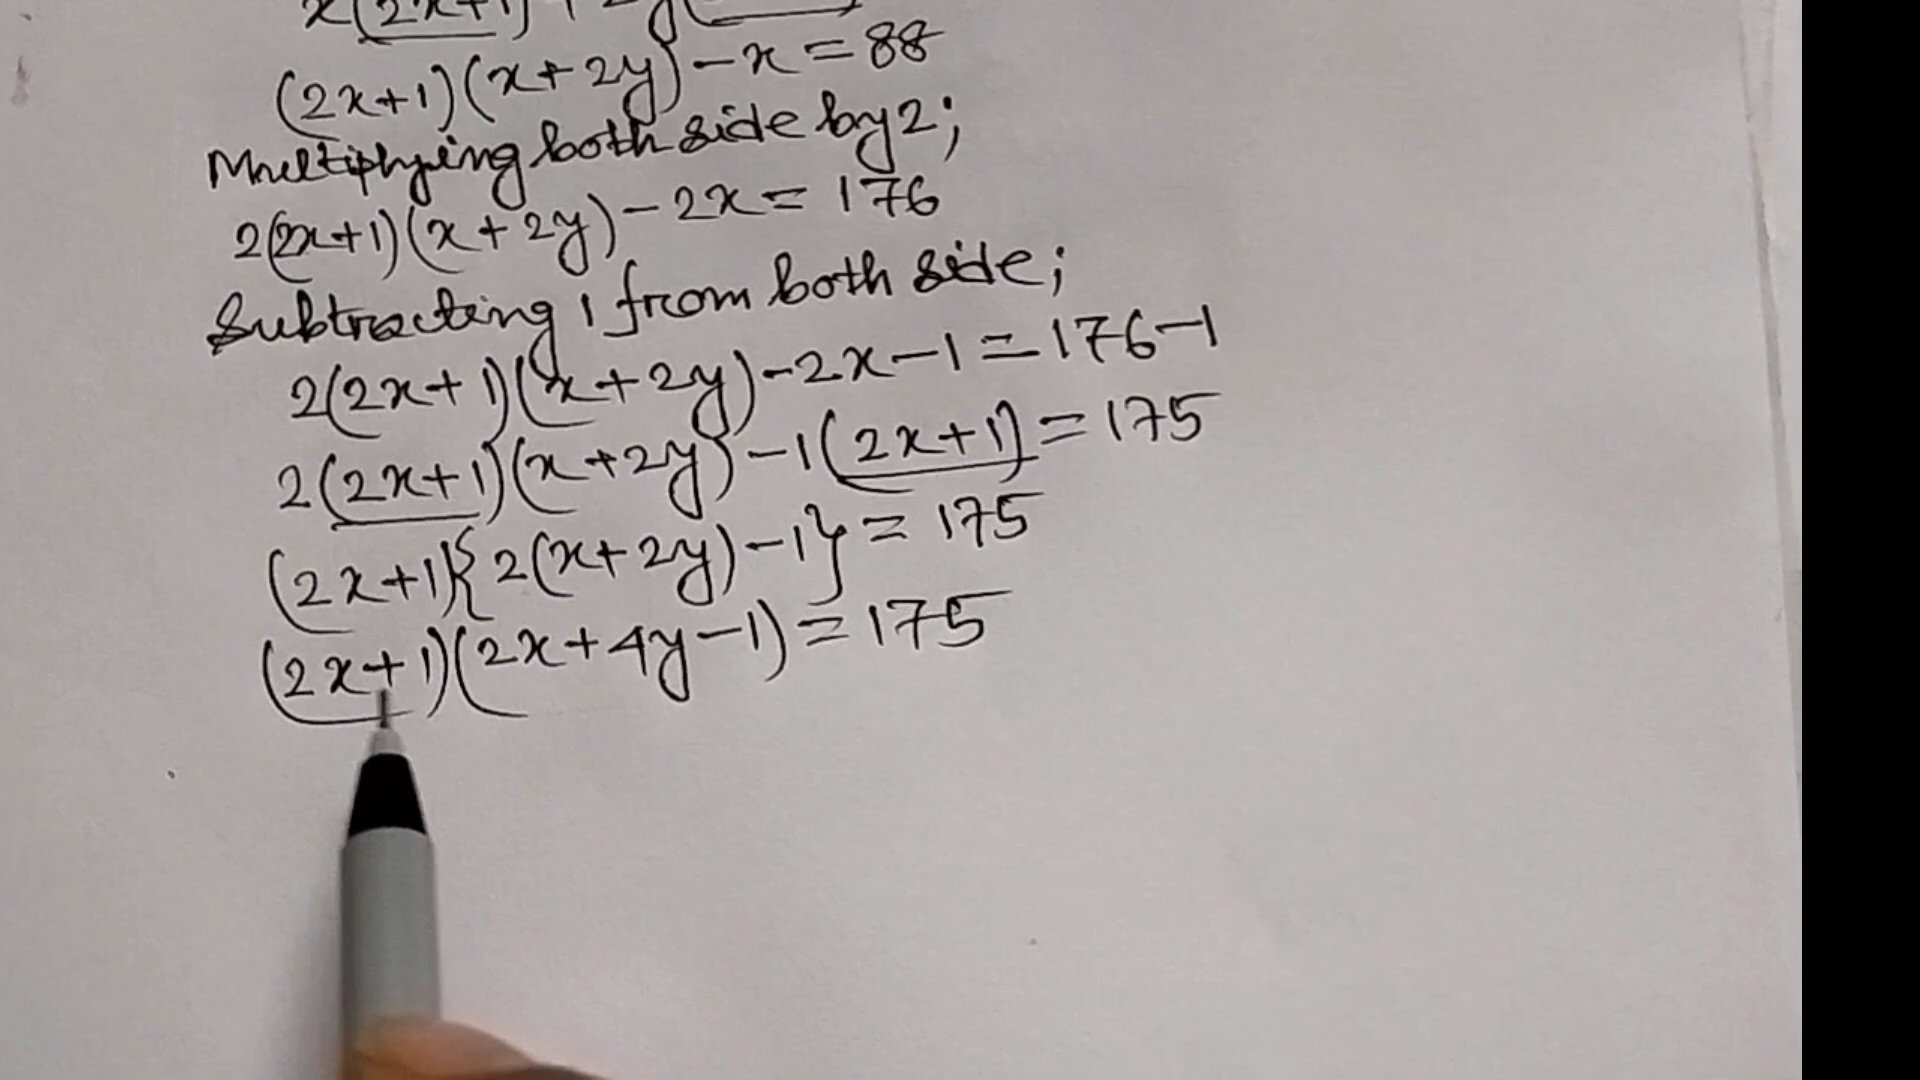 (2x+1)(x+2y)-x=88
Multiplying both side by 2;
2(2x+1)(x+2y)-2x=176
Subtracting 1 from both side;
2(2x+1)(x+2y)-2x-1=176-1
2(2x+1)(x+2y)-1(2x+1)=175
(2x+1){2(x+2y)-1}=175
(2x+1)(2x+4y-1)=175